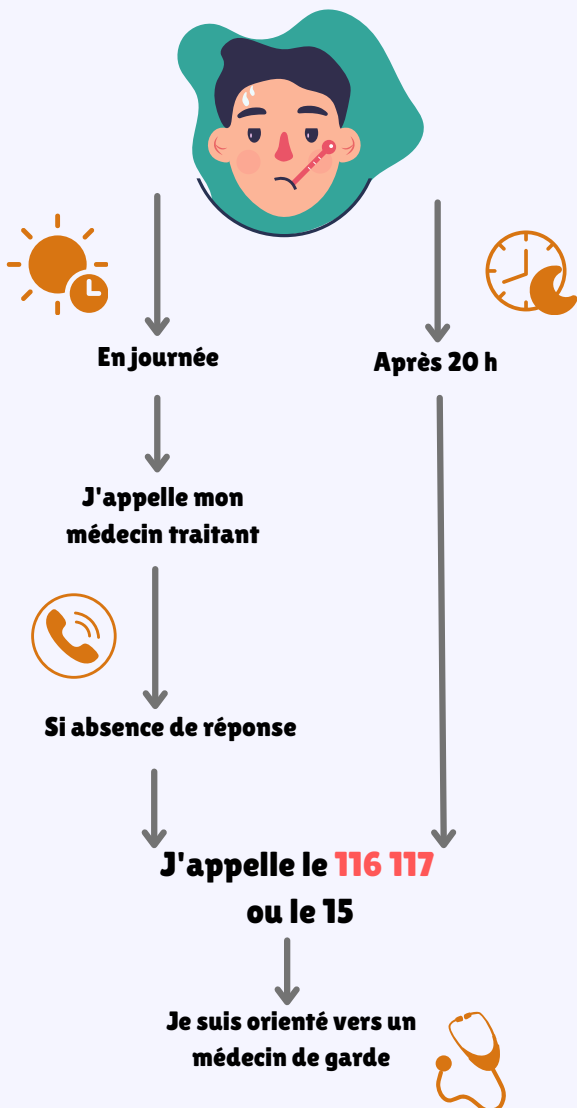 En journée
Après 20 h
J'appelle mon
médecin traitant
Si absence de réponse
J'appelle le 116 117
ou le 15
Je suis orienté vers un
médecin de garde